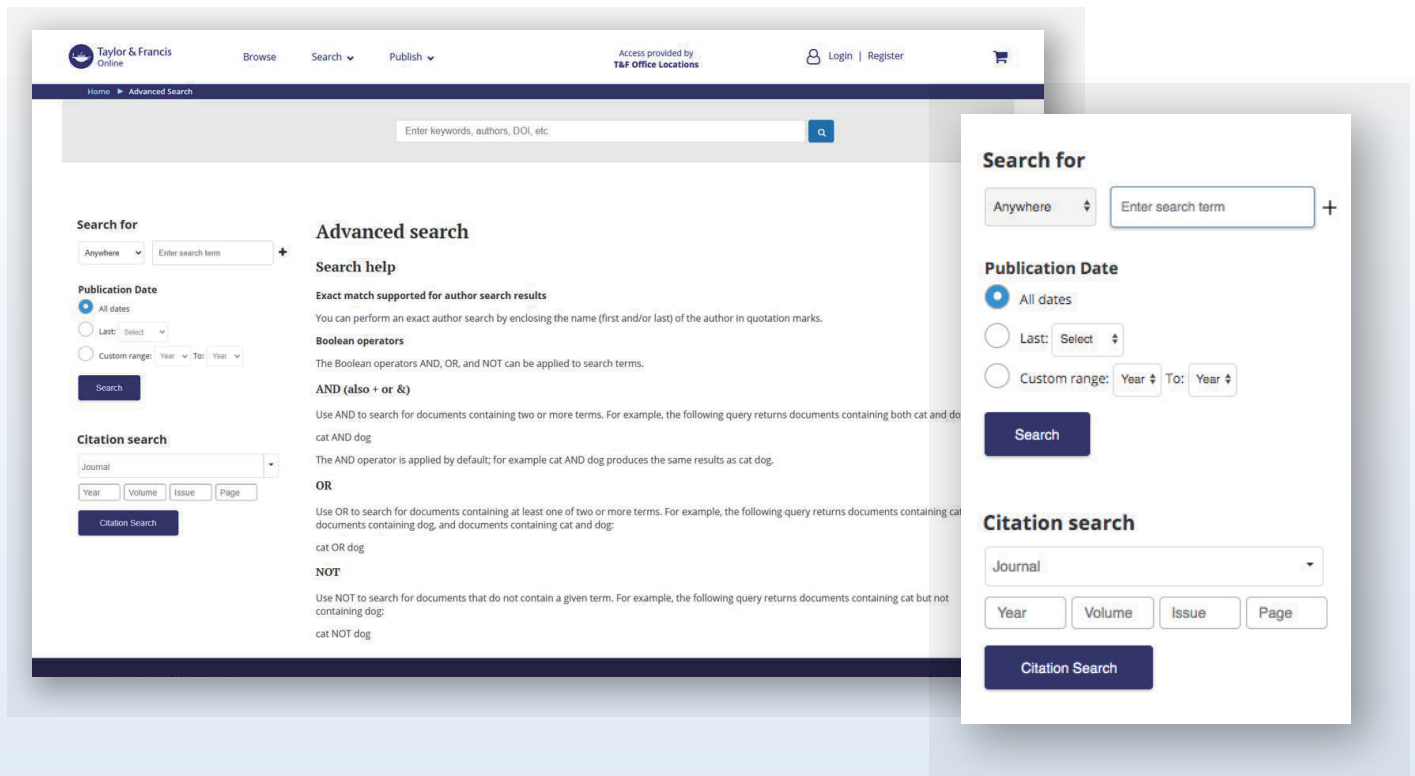 Taylor & Francis
Online
Browse
Search
Publish
Access provided by
T&F Office Locations
Login | Register
Home ▶ Advanced Search
Enter keywords, authors, DOI, etc
Search for
Anywhere
Enter search term
Publication Date
All dates
Last: Select
Custom range: Year To: Year
Search
Citation search
Journal
Year Volume Issue Page
Citation Search
Advanced search
Search help
Exact match supported for author search results
You can perform an exact author search by enclosing the name (first and/or last) of the author in quotation marks.
Boolean operators
The Boolean operators AND, OR, and NOT can be applied to search terms.
AND (also + or &)
Use AND to search for documents containing two or more terms. For example, the following query returns documents containing both cat and do
cat AND dog
The AND operator is applied by default; for example cat AND dog produces the same results as cat dog.
OR
Use OR to search for documents containing at least one of two or more terms. For example, the following query returns documents containing cat
documents containing dog, and documents containing cat and dog:
cat OR dog
NOT
Use NOT to search for documents that do not contain a given term. For example, the following query returns documents containing cat but not
containing dog:
cat NOT dog
Search for
Anywhere
Enter search term
+
Publication Date
All dates
Last: Select
Custom range: Year To: Year
Search
Citation search
Journal
Year Volume Issue Page
Citation Search